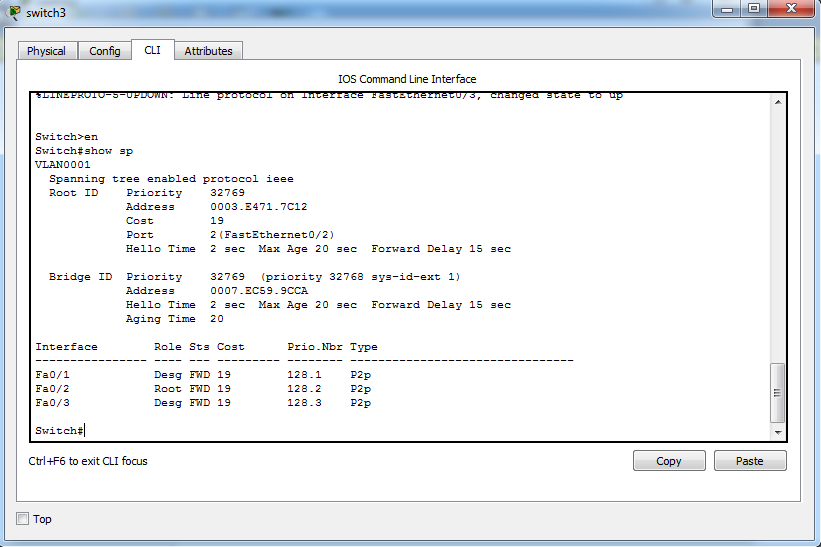 switch3
Physical Config CLI Attributes
IOS Command Line Interface
%LINEPROTO-5-UPDOWN: Line protocol on Interface FastEthernet0/3, changed state to up
Switch>en
Switch#show sp
VLAN0001
Spanning tree enabled protocol ieee
Root ID Priority 32769
Address 0003.E471.7C12
Cost 19
Port 2(FastEthernet0/2)
Hello Time 2 sec Max Age 20 sec Forward Delay 15 sec
Bridge ID Priority 32769 (priority 32768 sys-id-ext 1)
Address 0007.EC59.9CCA
Hello Time 2 sec Max Age 20 sec Forward Delay 15 sec
Aging Time 20
Interface Role Sts Cost Prio.Nbr Type
---------------- ---- --- --------- -------- --------------------------------
Fa0/1 Desg FWD 19 128.1 P2p
Fa0/2 Root FWD 19 128.2 P2p
Fa0/3 Desg FWD 19 128.3 P2p
Switch#
Ctrl+F6 to exit CLI focus
Copy Paste
Top